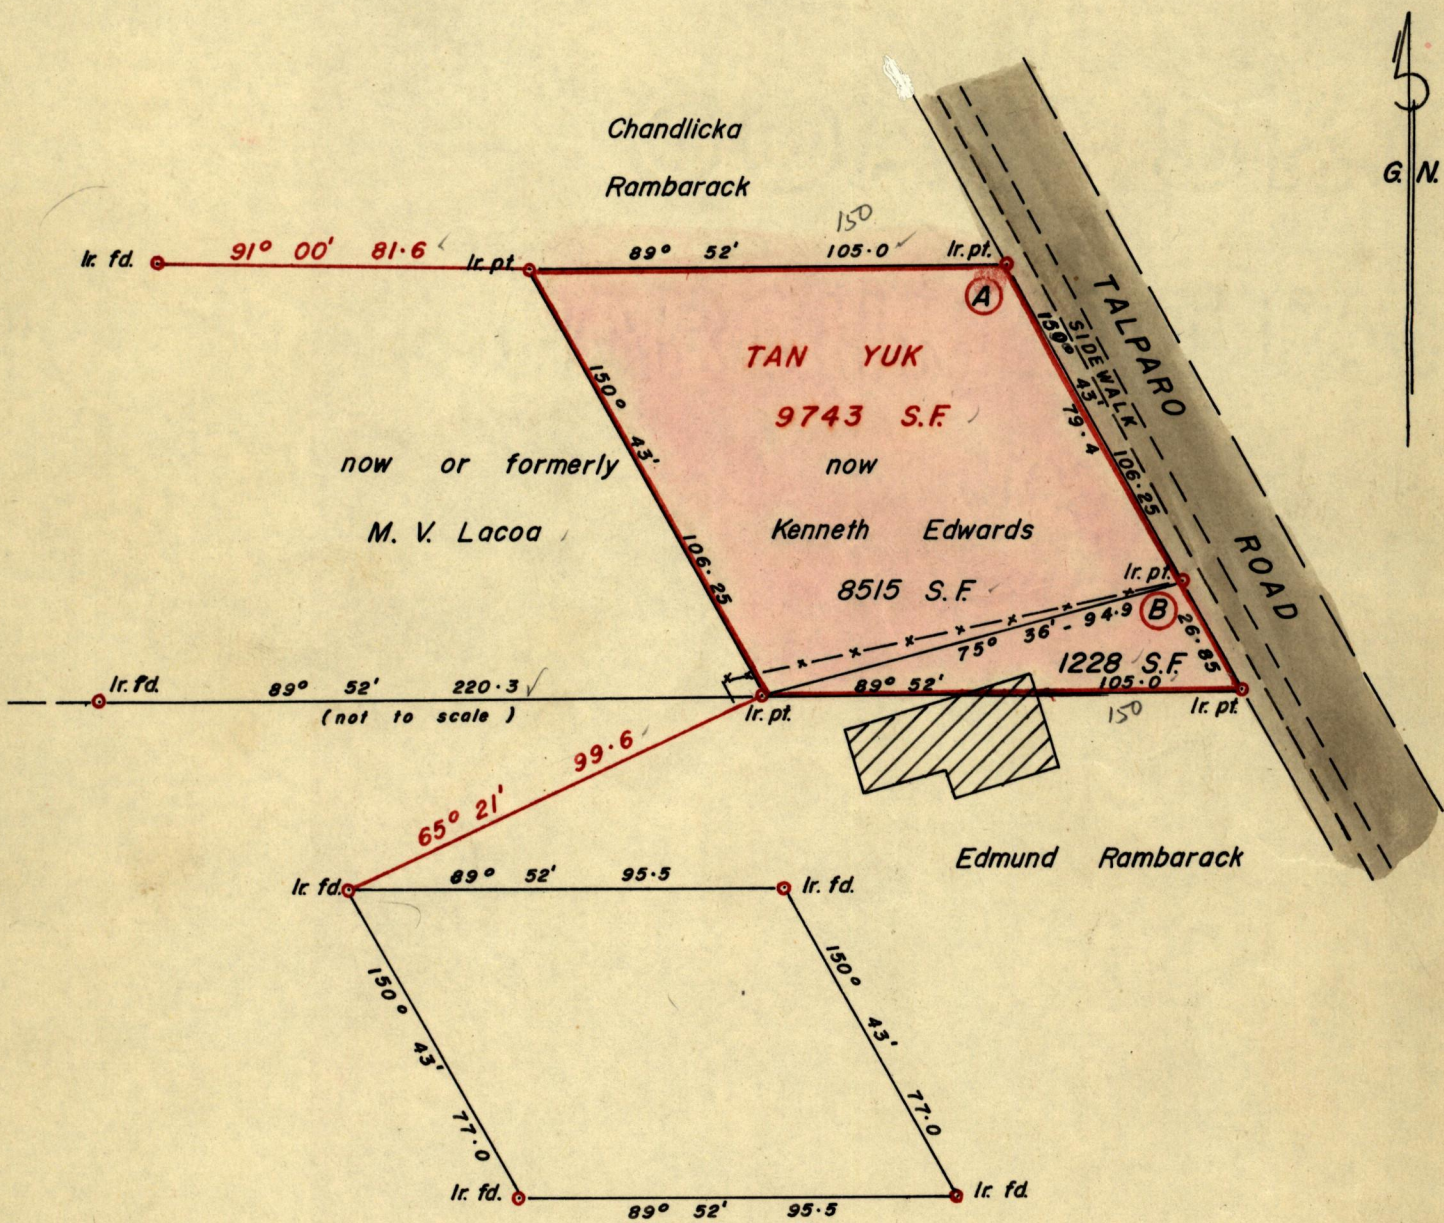 Chandlicka
Rambarack
G. N.
150
Ir. fd.
91° 00' 81·6
Ir. pt.
89° 52' 105·0
Ir. pt.
A
TALPARO ROAD
SIDEWALK
150° 43'
79·4
106·25
TAN YUK
9743 S.F.
now
Kenneth Edwards
8515 S.F.
150° 43' 106·25
now or formerly
M. V. Lacoa
Ir. pt.
B
26·85
75° 36' - 94·9
1228 S.F.
Ir. fd.
89° 52' 220·3
(not to scale)
Ir. pt.
89° 52' 105·0
150
Ir. pt.
65° 21' 99·6
Edmund Rambarack
Ir. fd.
89° 52' 95·5
Ir. fd.
150° 43' 77·0
150° 43' 77·0
Ir. fd.
89° 52' 95·5
Ir. fd.